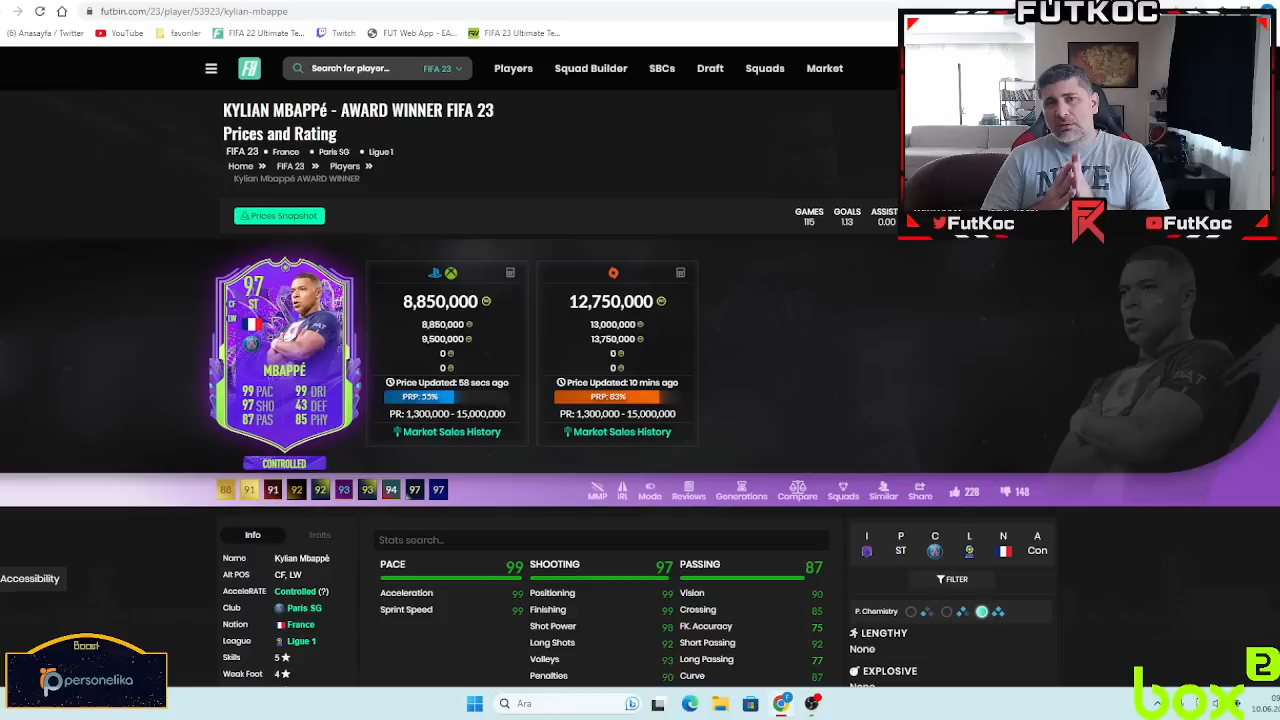 futbin.com/23/player/53923/kylian-mbappe
FUTKOC
(6) Anasayfa / Twitter
YouTube
favoriler
FIFA 22 Ultimate T...
Twitch
FUT Web App - EA...
FIFA 23 Ultimate T...
Search for player...
FIFA 23
Players
Squad Builder
SBCs
Draft
Squads
Market
KYLIAN MBAPPé - AWARD WINNER FIFA 23
Prices and Rating
FIFA 23 • France • Paris SG • Ligue 1
Home FIFA 23 Players
Kylian Mbappé AWARD WINNER
Prices Snapshot
GAMES GOALS ASSIST
115 1.13 0.00
FutKoc
FutKoc
97
ST
CF
LW
MBAPPÉ
99 PAC 99 DRI
97 SHO 43 DEF
87 PAS 85 PHY
CONTROLLED
8,850,000
8,850,000
9,500,000
0
0
Price Updated: 58 secs ago
PRP: 55%
PR: 1,300,000 - 15,000,000
Market Sales History
12,750,000
13,000,000
13,750,000
0
0
Price Updated: 10 mins ago
PRP: 83%
PR: 1,300,000 - 15,000,000
Market Sales History
88 91 91 92 92 93 93 94 97 97
MMP IRL Mode Reviews Generations Compare Squads Similar Share 228 148
Info Traits
Name Kylian Mbappé
Alt POS CF, LW
AcceleRATE Controlled (?)
Club Paris SG
Nation France
League Ligue 1
Skills 5★
Weak Foot 4★
Stats search...
PACE 99
Acceleration 99
Sprint Speed 99
SHOOTING 97
Positioning 99
Finishing 99
Shot Power 98
Long Shots 92
Volleys 93
Penalties 90
PASSING 87
Vision 90
Crossing 85
FK. Accuracy 75
Short Passing 92
Long Passing 77
Curve 87
I P C L N A
ST Con
FILTER
P. Chemistry
LENGTHY
None
EXPLOSIVE
Accessibility
Boost
personelika
Ara
box
2